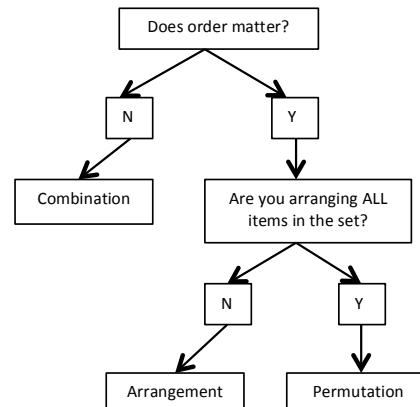 Does order matter?
N
Y
Combination
Are you arranging ALL
items in the set?
N
Y
Arrangement
Permutation